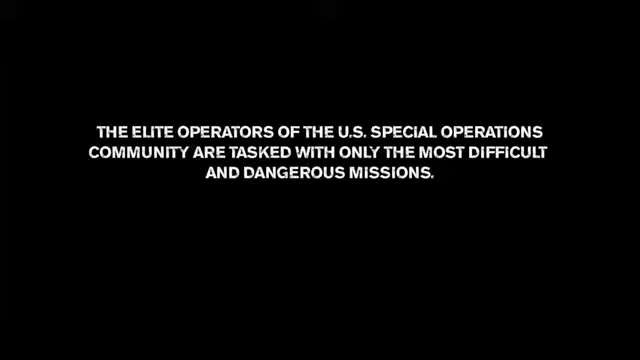 THE ELITE OPERATORS OF THE U.S. SPECIAL OPERATIONS
COMMUNITY ARE TASKED WITH ONLY THE MOST DIFFICULT
AND DANGEROUS MISSIONS.